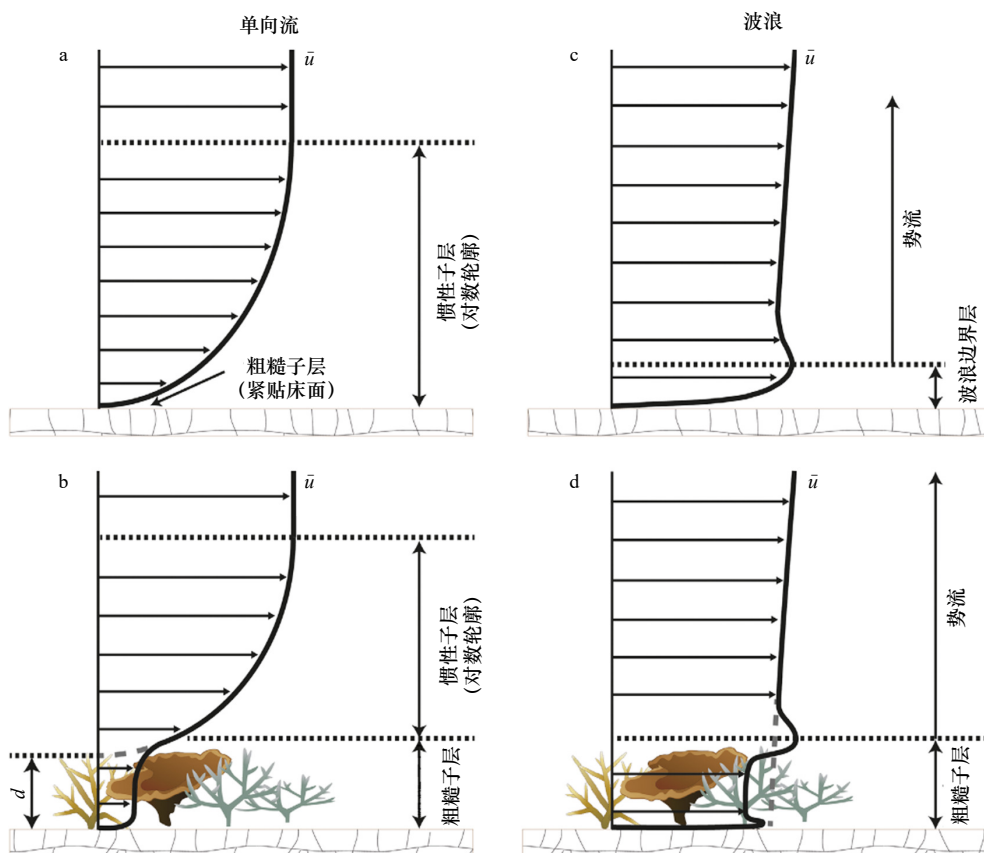 单向流
波浪
a
ū
惯性子层
(对数轮廓)
粗糙子层
(紧贴床面)
c
ū
势流
波浪边界层
b
ū
惯性子层
(对数轮廓)
粗糙子层
d
d
ū
势流
粗糙子层